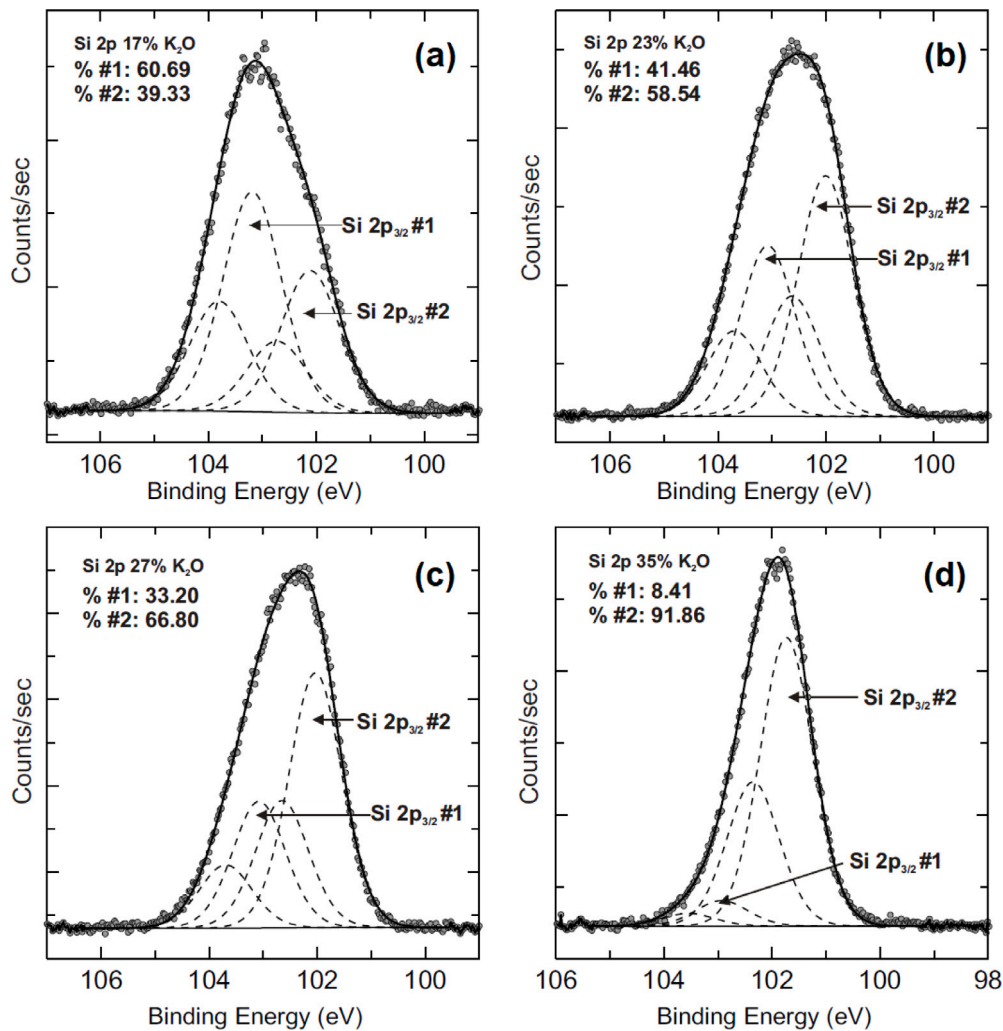 Si 2p 17% K₂O
% #1: 60.69
% #2: 39.33
(a)
Si 2p₃/₂ #1
Si 2p₃/₂ #2
Counts/sec
106 104 102 100
Binding Energy (eV)
Si 2p 23% K₂O
% #1: 41.46
% #2: 58.54
(b)
Si 2p₃/₂ #2
Si 2p₃/₂ #1
Counts/sec
106 104 102 100 98
Binding Energy (eV)
Si 2p 27% K₂O
% #1: 33.20
% #2: 66.80
(c)
Si 2p₃/₂ #2
Si 2p₃/₂ #1
Counts/sec
106 104 102 100
Binding Energy (eV)
Si 2p 35% K₂O
% #1: 8.41
% #2: 91.86
(d)
Si 2p₃/₂ #2
Si 2p₃/₂ #1
Counts/sec
106 104 102 100 98
Binding Energy (eV)